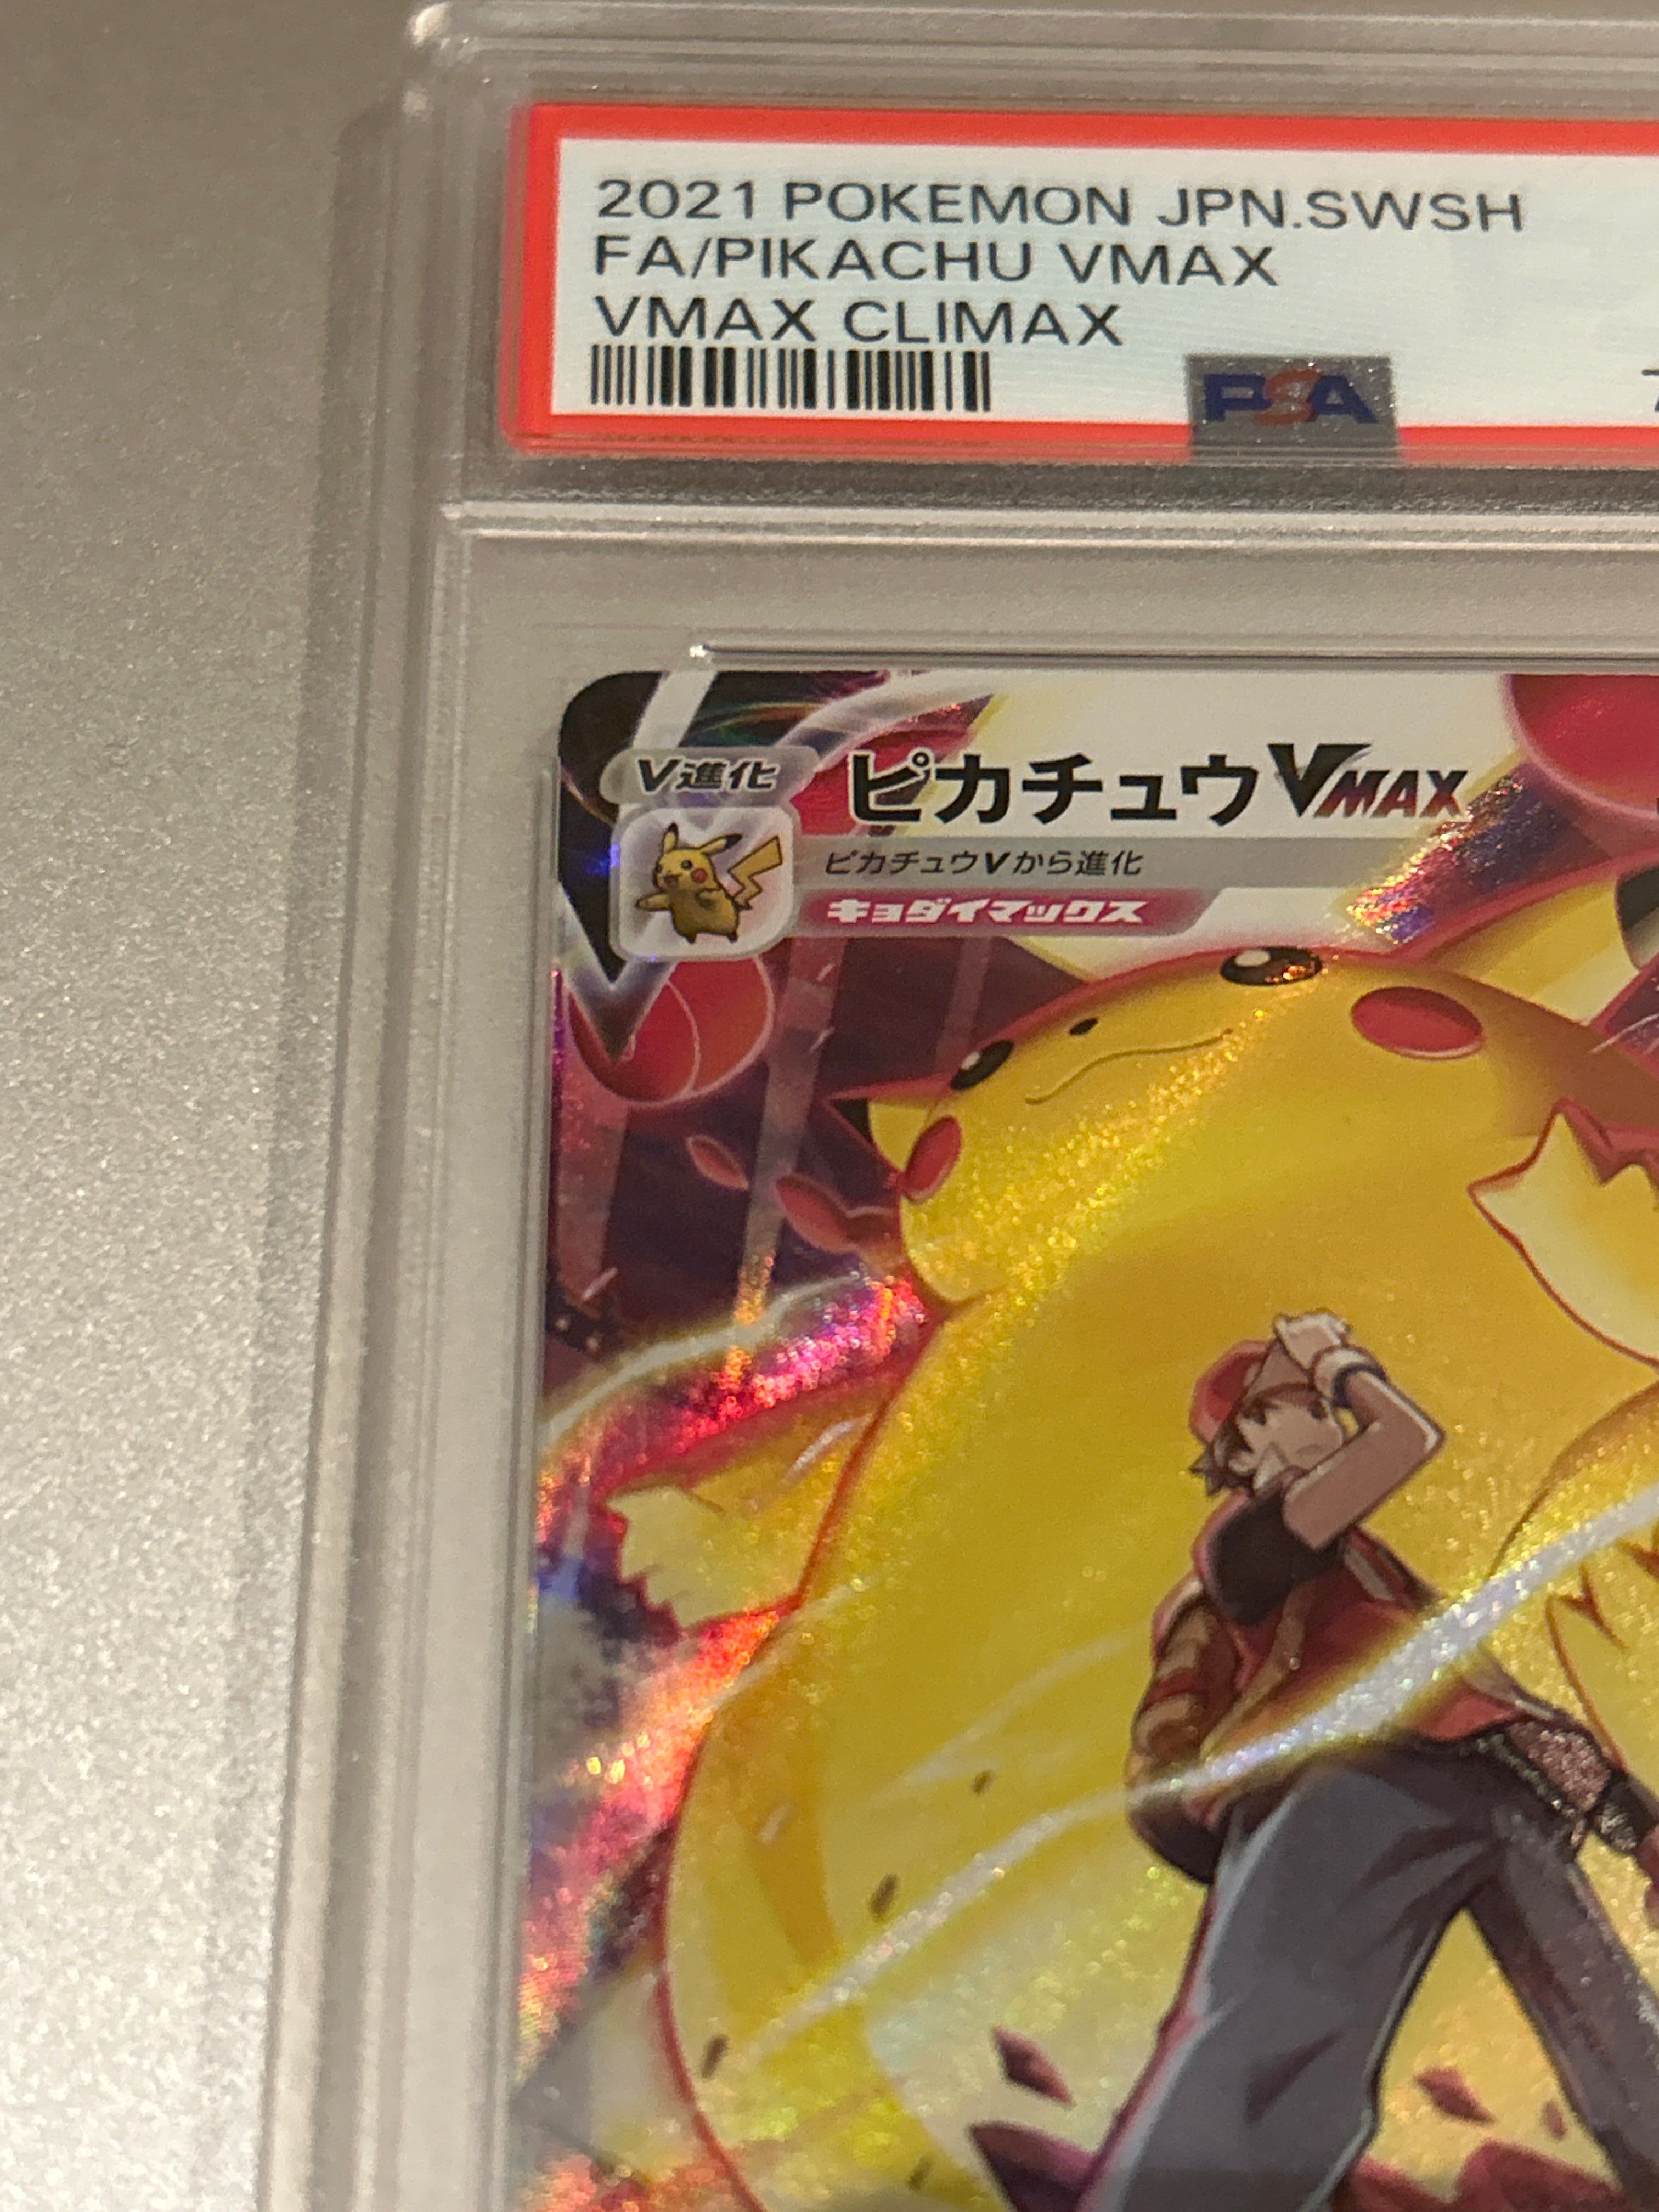 2021 POKEMON JPN.SWSH
FA/PIKACHU VMAX
VMAX CLIMAX
PSA
V進化
ピカチュウVMAX
ピカチュウVから進化
キョダイマックス